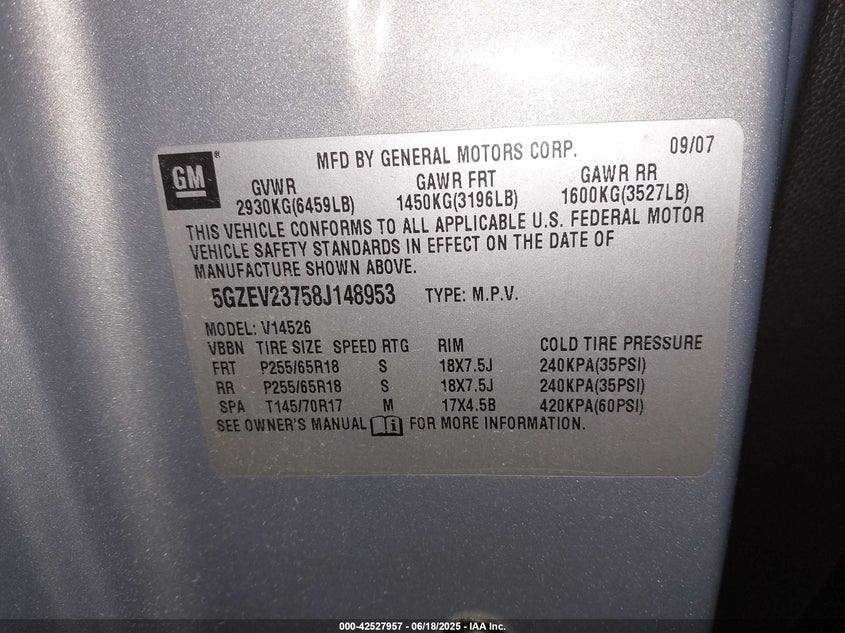 GM ®
MFD BY GENERAL MOTORS CORP. 09/07
GVWR GAWR FRT GAWR RR
2930KG(6459LB) 1450KG(3196LB) 1600KG(3527LB)
THIS VEHICLE CONFORMS TO ALL APPLICABLE U.S. FEDERAL MOTOR
VEHICLE SAFETY STANDARDS IN EFFECT ON THE DATE OF
MANUFACTURE SHOWN ABOVE.
5GZEV23758J148953 TYPE: M.P.V.
MODEL: V14526
VBBN TIRE SIZE SPEED RTG RIM COLD TIRE PRESSURE
FRT P255/65R18 S 18X7.5J 240KPA(35PSI)
RR P255/65R18 S 18X7.5J 240KPA(35PSI)
SPA T145/70R17 M 17X4.5B 420KPA(60PSI)
SEE OWNER'S MANUAL i FOR MORE INFORMATION.
000-42527957 - 06/18/2025 - IAA Inc.